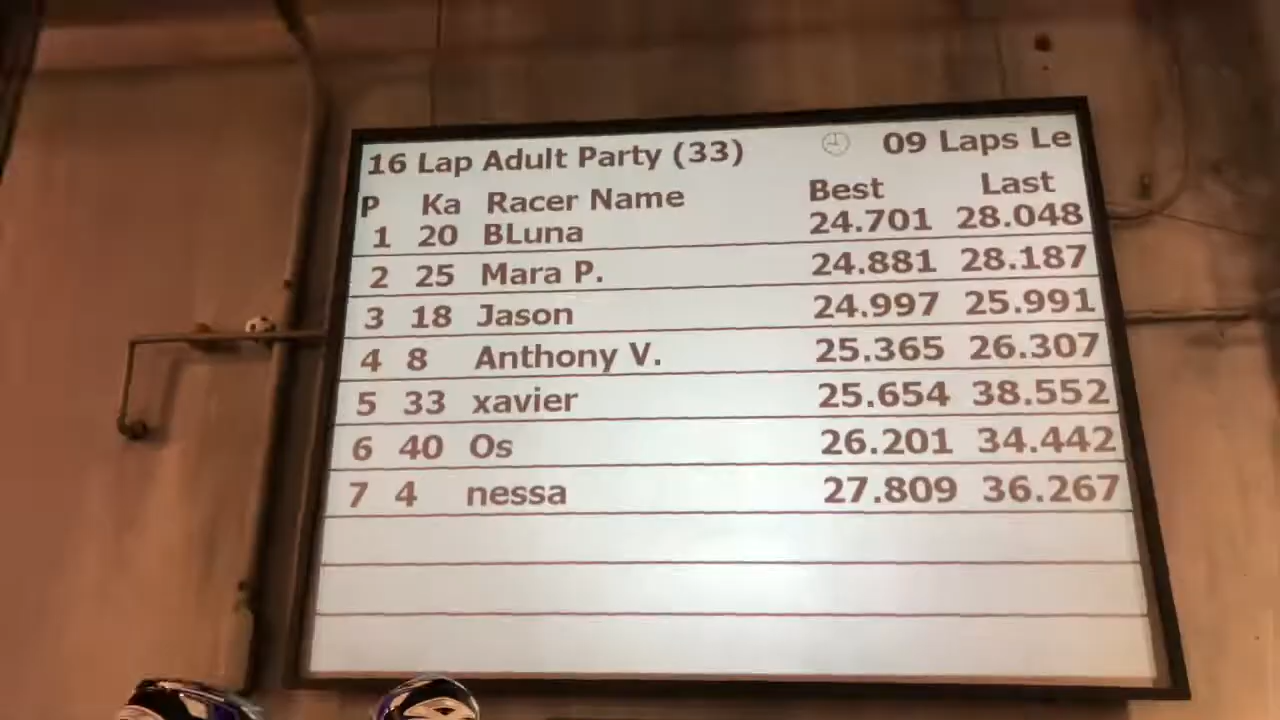 16 Lap Adult Party (33) 09 Laps Le
P Ka Racer Name Best Last
1 20 BLuna 24.701 28.048
2 25 Mara P. 24.881 28.187
3 18 Jason 24.997 25.991
4 8 Anthony V. 25.365 26.307
5 33 xavier 25.654 38.552
6 40 Os 26.201 34.442
7 4 nessa 27.809 36.267